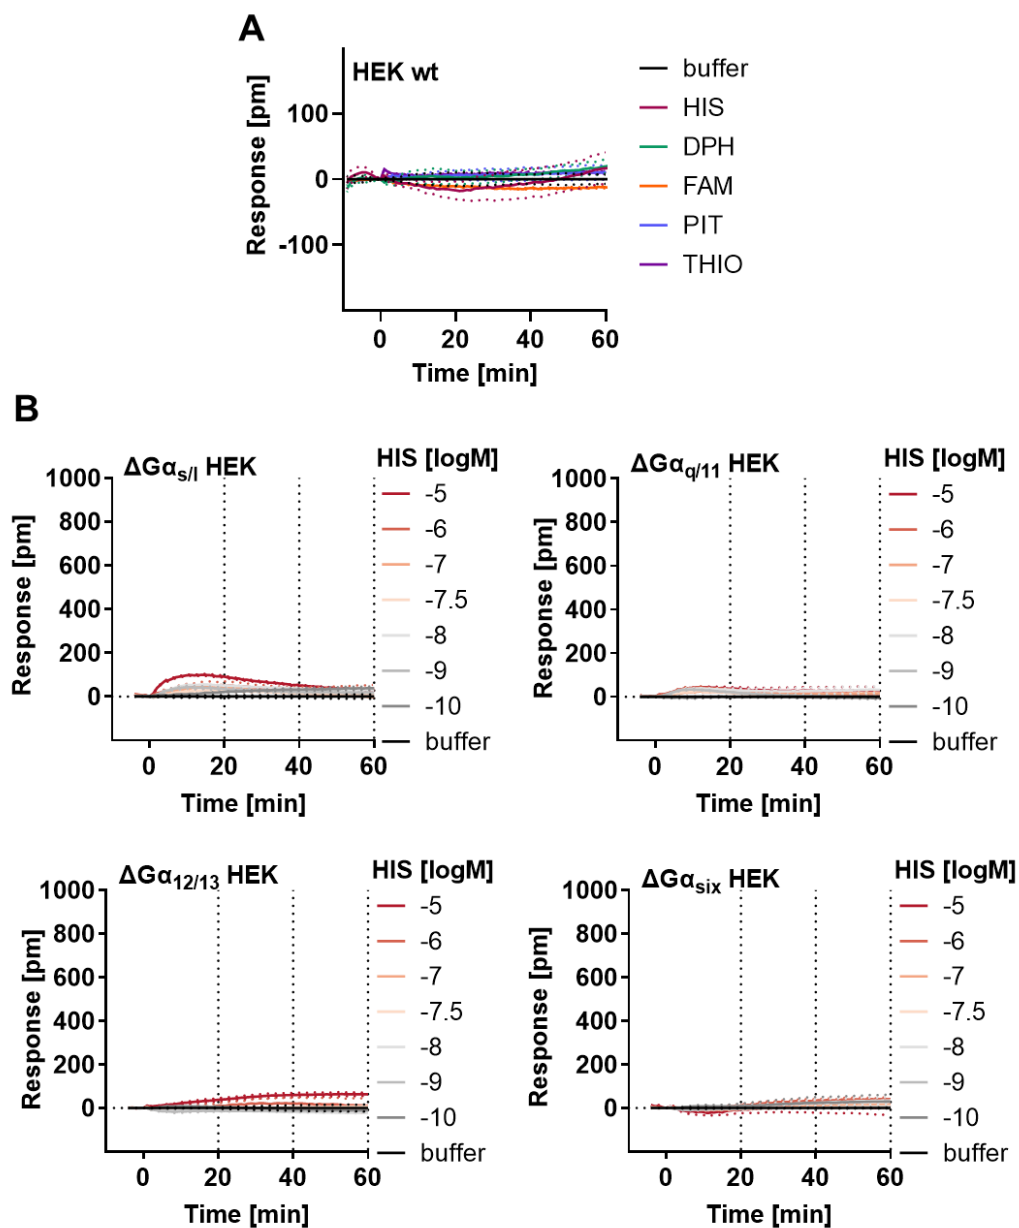 A
HEK wt
Response [pm]
100
0
-100
0 20 40 60
Time [min]
buffer
HIS
DPH
FAM
PIT
THIO
B
ΔGαs/I HEK
Response [pm]
1000
800
600
400
200
0
0 20 40 60
Time [min]
HIS [logM]
-5
-6
-7
-7.5
-8
-9
-10
buffer
ΔGαq/11 HEK
Response [pm]
1000
800
600
400
200
0
0 20 40 60
Time [min]
HIS [logM]
-5
-6
-7
-7.5
-8
-9
-10
buffer
ΔGα12/13 HEK
Response [pm]
1000
800
600
400
200
0
0 20 40 60
Time [min]
HIS [logM]
-5
-6
-7
-7.5
-8
-9
-10
buffer
ΔGαsix HEK
Response [pm]
1000
800
600
400
200
0
0 20 40 60
Time [min]
HIS [logM]
-5
-6
-7
-7.5
-8
-9
-10
buffer